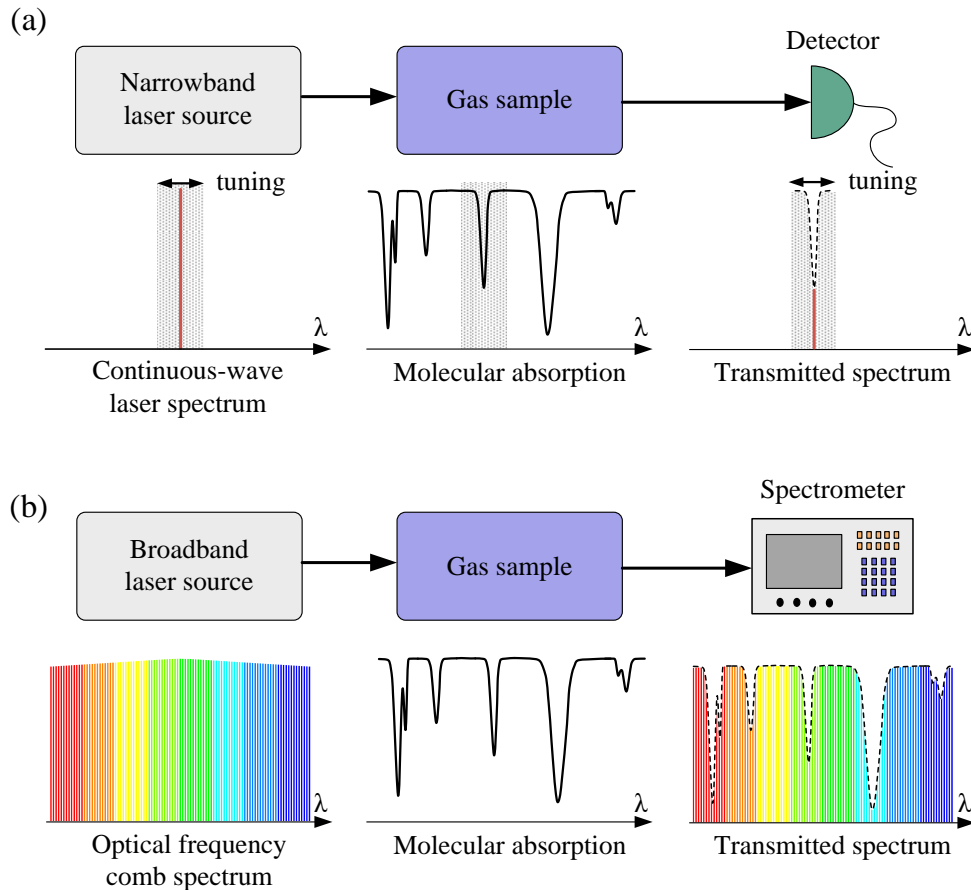 (a)
Detector
Narrowband
laser source
Gas sample
tuning
tuning
λ
λ
λ
Continuous-wave
laser spectrum
Molecular absorption
Transmitted spectrum
(b)
Spectrometer
Broadband
laser source
Gas sample
λ
λ
λ
Optical frequency
comb spectrum
Molecular absorption
Transmitted spectrum